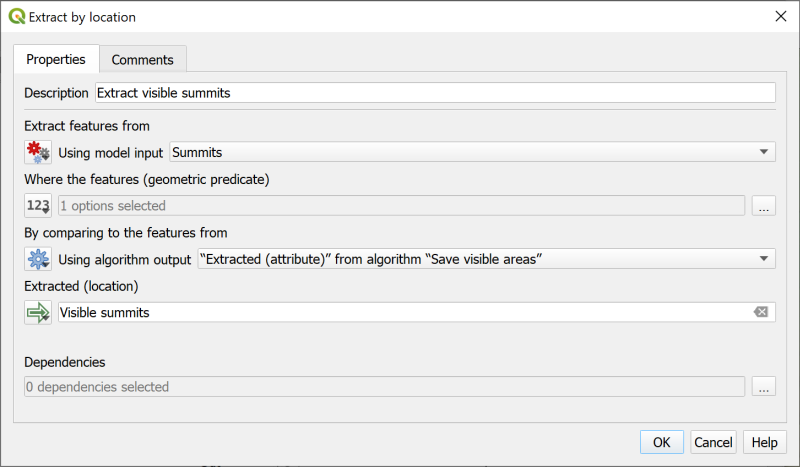 Extract by location
Properties Comments
Description Extract visible summits
Extract features from
Using model input Summits
Where the features (geometric predicate)
123 1 options selected ...
By comparing to the features from
Using algorithm output “Extracted (attribute)” from algorithm “Save visible areas”
Extracted (location)
Visible summits
Dependencies
0 dependencies selected ...
OK Cancel Help